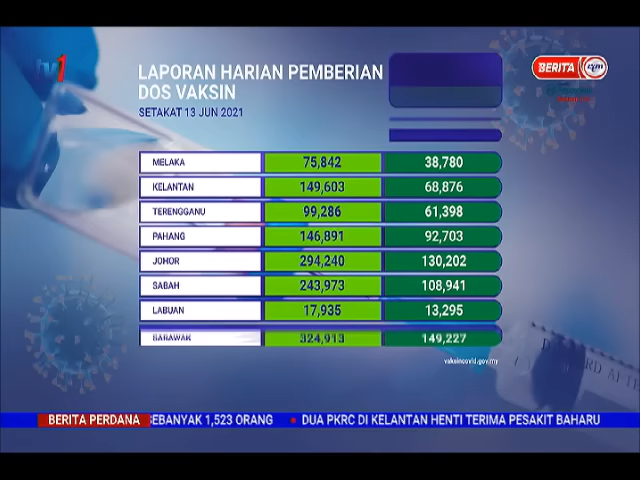 tv1
LAPORAN HARIAN PEMBERIAN
DOS VAKSIN
SETAKAT 13 JUN 2021
BERITA rtm
MELAKA 75,842 38,780
KELANTAN 149,603 68,876
TERENGGANU 99,286 61,398
PAHANG 146,891 92,703
JOHOR 294,240 130,202
SABAH 243,973 108,941
LABUAN 17,935 13,295
SARAWAK 324,913 149,227
vaksincovid.gov.my
BERITA PERDANA EBANYAK 1,523 ORANG • DUA PKRC DI KELANTAN HENTI TERIMA PESAKIT BAHARU